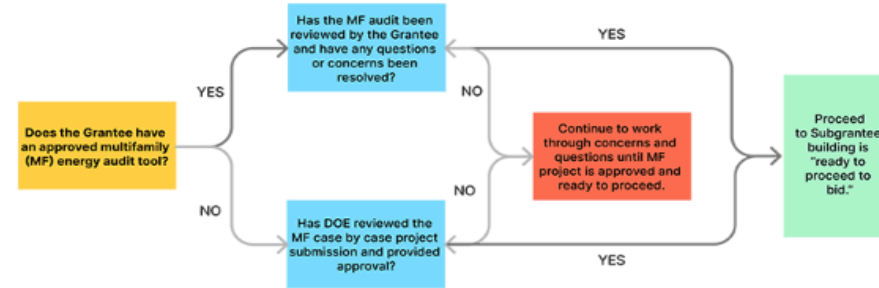 Does the Grantee have
an approved multifamily
(MF) energy audit tool?
YES
NO
Has the MF audit been
reviewed by the Grantee
and have any questions
or concerns been
resolved?
Has DOE reviewed the
MF case by case project
submission and provided
approval?
YES
NO
NO
YES
Continue to work
through concerns and
questions until MF
project is approved and
ready to proceed.
Proceed
to Subgrantee
building is
"ready to
proceed to
bid."